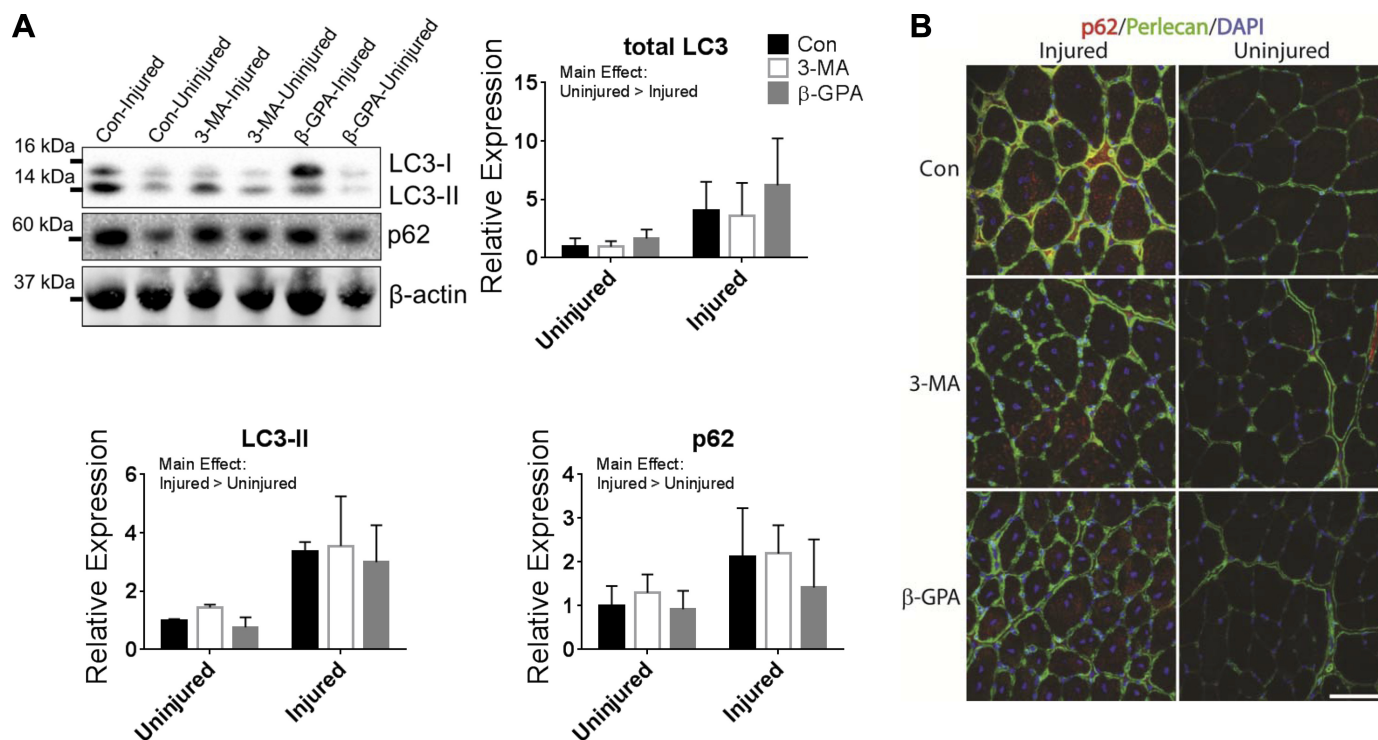 A
Con-Injured
Con-Uninjured
3-MA-Injured
3-MA-Uninjured
β-GPA-Injured
β-GPA-Uninjured
16 kDa
LC3-I
14 kDa
LC3-II
60 kDa
p62
37 kDa
β-actin
total LC3
Main Effect:
Uninjured > Injured
Con
3-MA
β-GPA
Relative Expression
15
10
5
0
Uninjured
Injured
LC3-II
Main Effect:
Injured > Uninjured
Relative Expression
6
4
2
0
Uninjured
Injured
p62
Main Effect:
Injured > Uninjured
Relative Expression
4
3
2
1
0
Uninjured
Injured
B
p62/Perlecan/DAPI
Injured
Uninjured
Con
3-MA
β-GPA